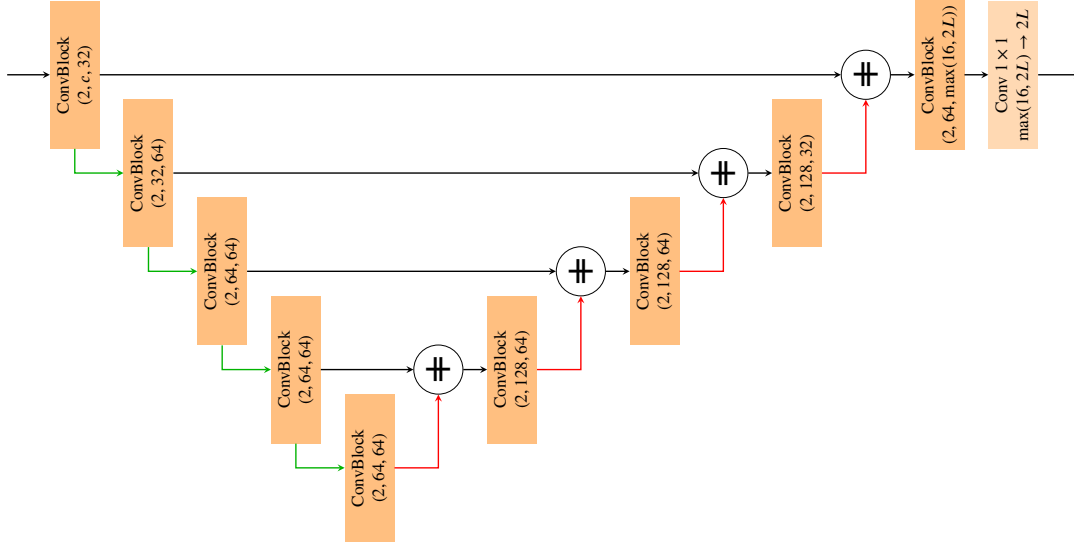 ConvBlock
(2, c, 32)
ConvBlock
(2, 32, 64)
ConvBlock
(2, 64, 64)
ConvBlock
(2, 64, 64)
ConvBlock
(2, 64, 64)
⧺
ConvBlock
(2, 128, 64)
⧺
ConvBlock
(2, 128, 64)
⧺
ConvBlock
(2, 128, 32)
⧺
ConvBlock
(2, 64, max(16, 2L))
Conv 1 × 1
max(16, 2L) → 2L